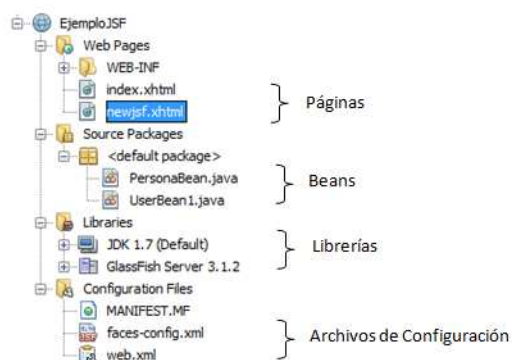 EjemploJSF
Web Pages
WEB-INF
index.xhtml
newjsf.xhtml
Páginas
Source Packages
<default package>
PersonaBean.java
UserBean1.java
Beans
Libraries
JDK 1.7 (Default)
GlassFish Server 3.1.2
Librerías
Configuration Files
MANIFEST.MF
faces-config.xml
web.xml
Archivos de Configuración